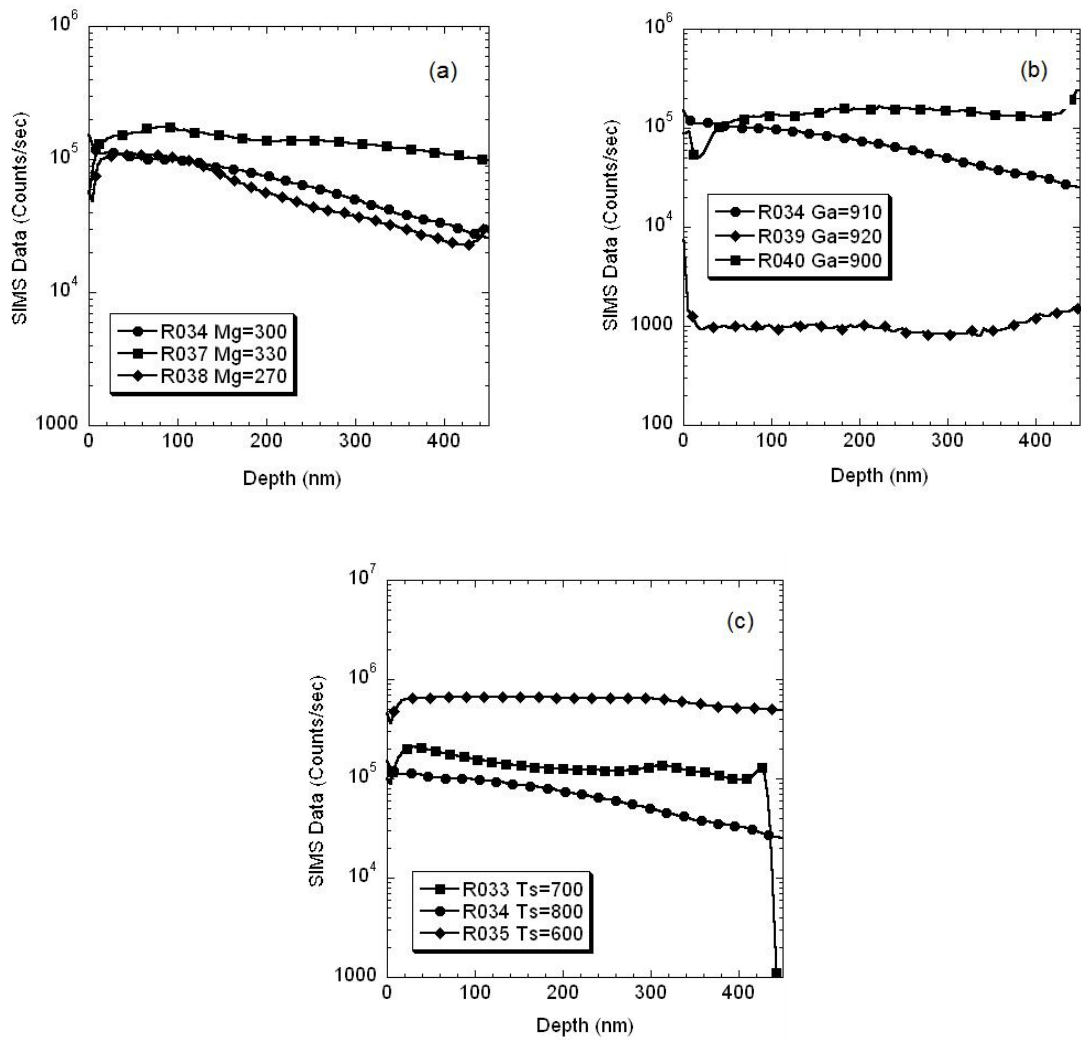 (a)
SIMS Data (Counts/sec)
10^6
10^5
10^4
1000
R034 Mg=300
R037 Mg=330
R038 Mg=270
0 100 200 300 400
Depth (nm)
(b)
SIMS Data (Counts/sec)
10^6
10^5
10^4
1000
100
R034 Ga=910
R039 Ga=920
R040 Ga=900
0 100 200 300 400
Depth (nm)
(c)
SIMS Data (Counts/sec)
10^7
10^6
10^5
10^4
1000
R033 Ts=700
R034 Ts=800
R035 Ts=600
0 100 200 300 400
Depth (nm)